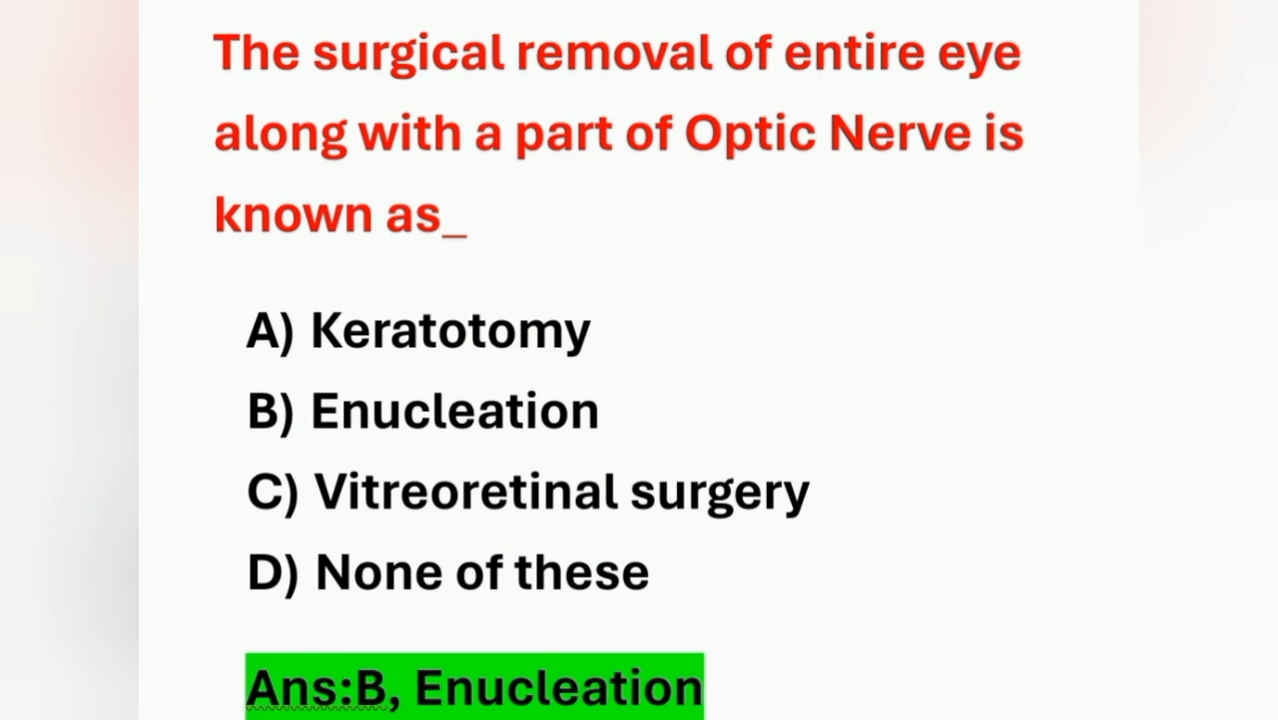 The surgical removal of entire eye
along with a part of Optic Nerve is
known as_
A) Keratotomy
B) Enucleation
C) Vitreoretinal surgery
D) None of these
Ans:B, Enucleation